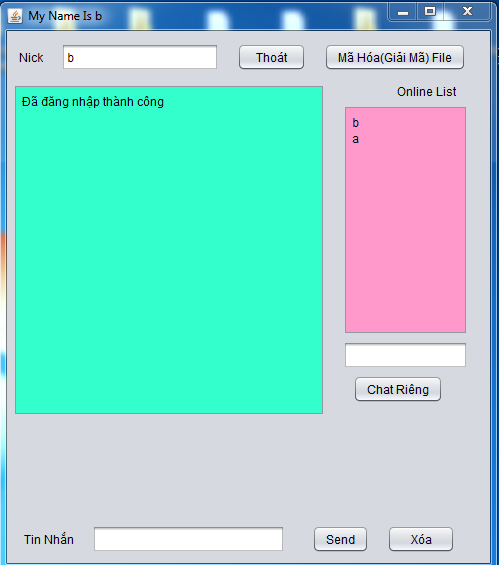 My Name Is b
Nick b Thoát Mã Hóa(Giải Mã) File
Online List
Đã đăng nhập thành công
b
a
Chat Riêng
Tin Nhắn Send Xóa